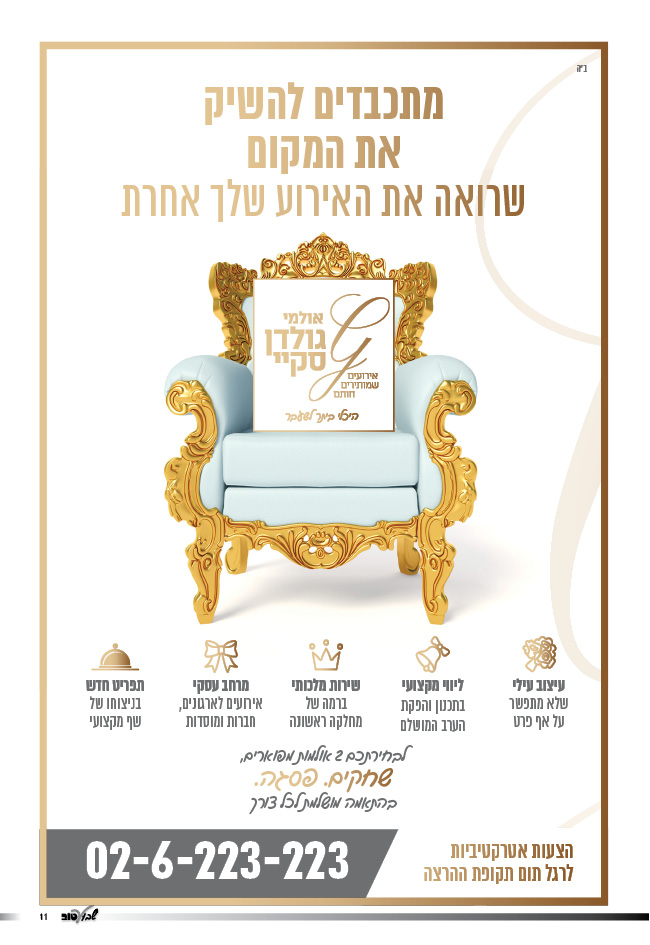 ב״ה
מתכבדים להשיק
את המקום
שרואה את האירוע שלך אחרת
אולמי
גולדן
סקיי
G
אירועים
שמותירים
חותם
היכלי ביתר לשעבר
עיצוב עילי
שלא מתפשר
על אף פרט
ליווי מקצועי
בתכנון והפקת
הערב המושלם
שירות מלכותי
ברמה של
מחלקה ראשונה
מרחב עסקי
אירועים לארגונים,
חברות ומוסדות
תפריט חדש
בניצוחו של
שף מקצועי
לבחירתכם 2 אולמות מפוארים,
שחקים. פסגה.
בהתאמה מושלמת לכל צורך
הצעות אטרקטיביות
לרגל תום תקופת ההרצה
02-6-223-223
11